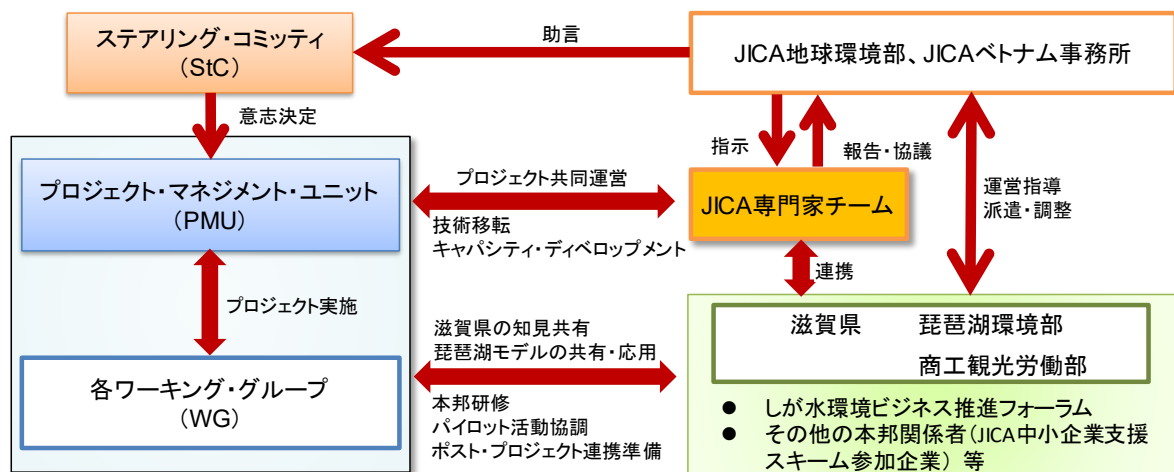 ステアリング・コミッティ
(StC)
助言
JICA地球環境部、JICAベトナム事務所
意志決定
指示
報告・協議
プロジェクト・マネジメント・ユニット
(PMU)
プロジェクト共同運営
技術移転
キャパシティ・ディベロップメント
JICA専門家チーム
運営指導
派遣・調整
連携
プロジェクト実施
滋賀県の知見共有
琵琶湖モデルの共有・応用
滋賀県 琵琶湖環境部
商工観光労働部
各ワーキング・グループ
(WG)
本邦研修
パイロット活動協調
ポスト・プロジェクト連携準備
● しが水環境ビジネス推進フォーラム
● その他の本邦関係者(JICA中小企業支援
スキーム参加企業) 等